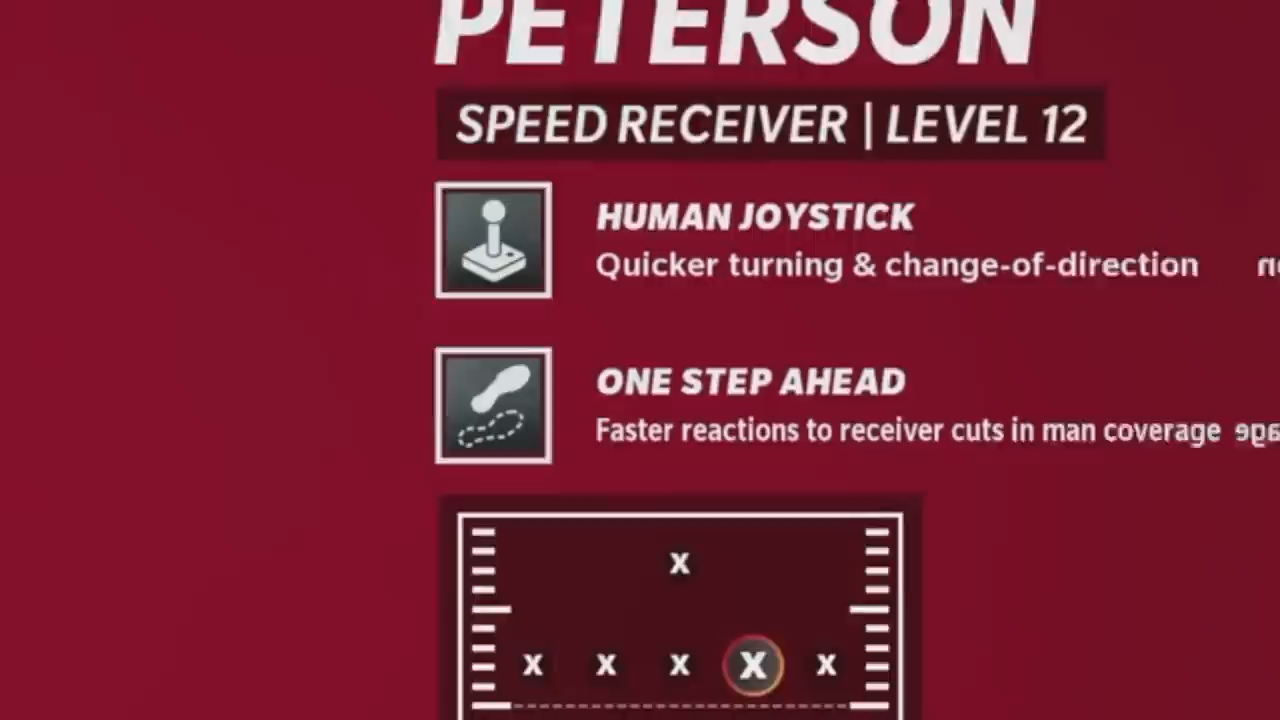 PETERSON
SPEED RECEIVER | LEVEL 12
HUMAN JOYSTICK
Quicker turning & change-of-direction
ONE STEP AHEAD
Faster reactions to receiver cuts in man coverage
X
X X X X X